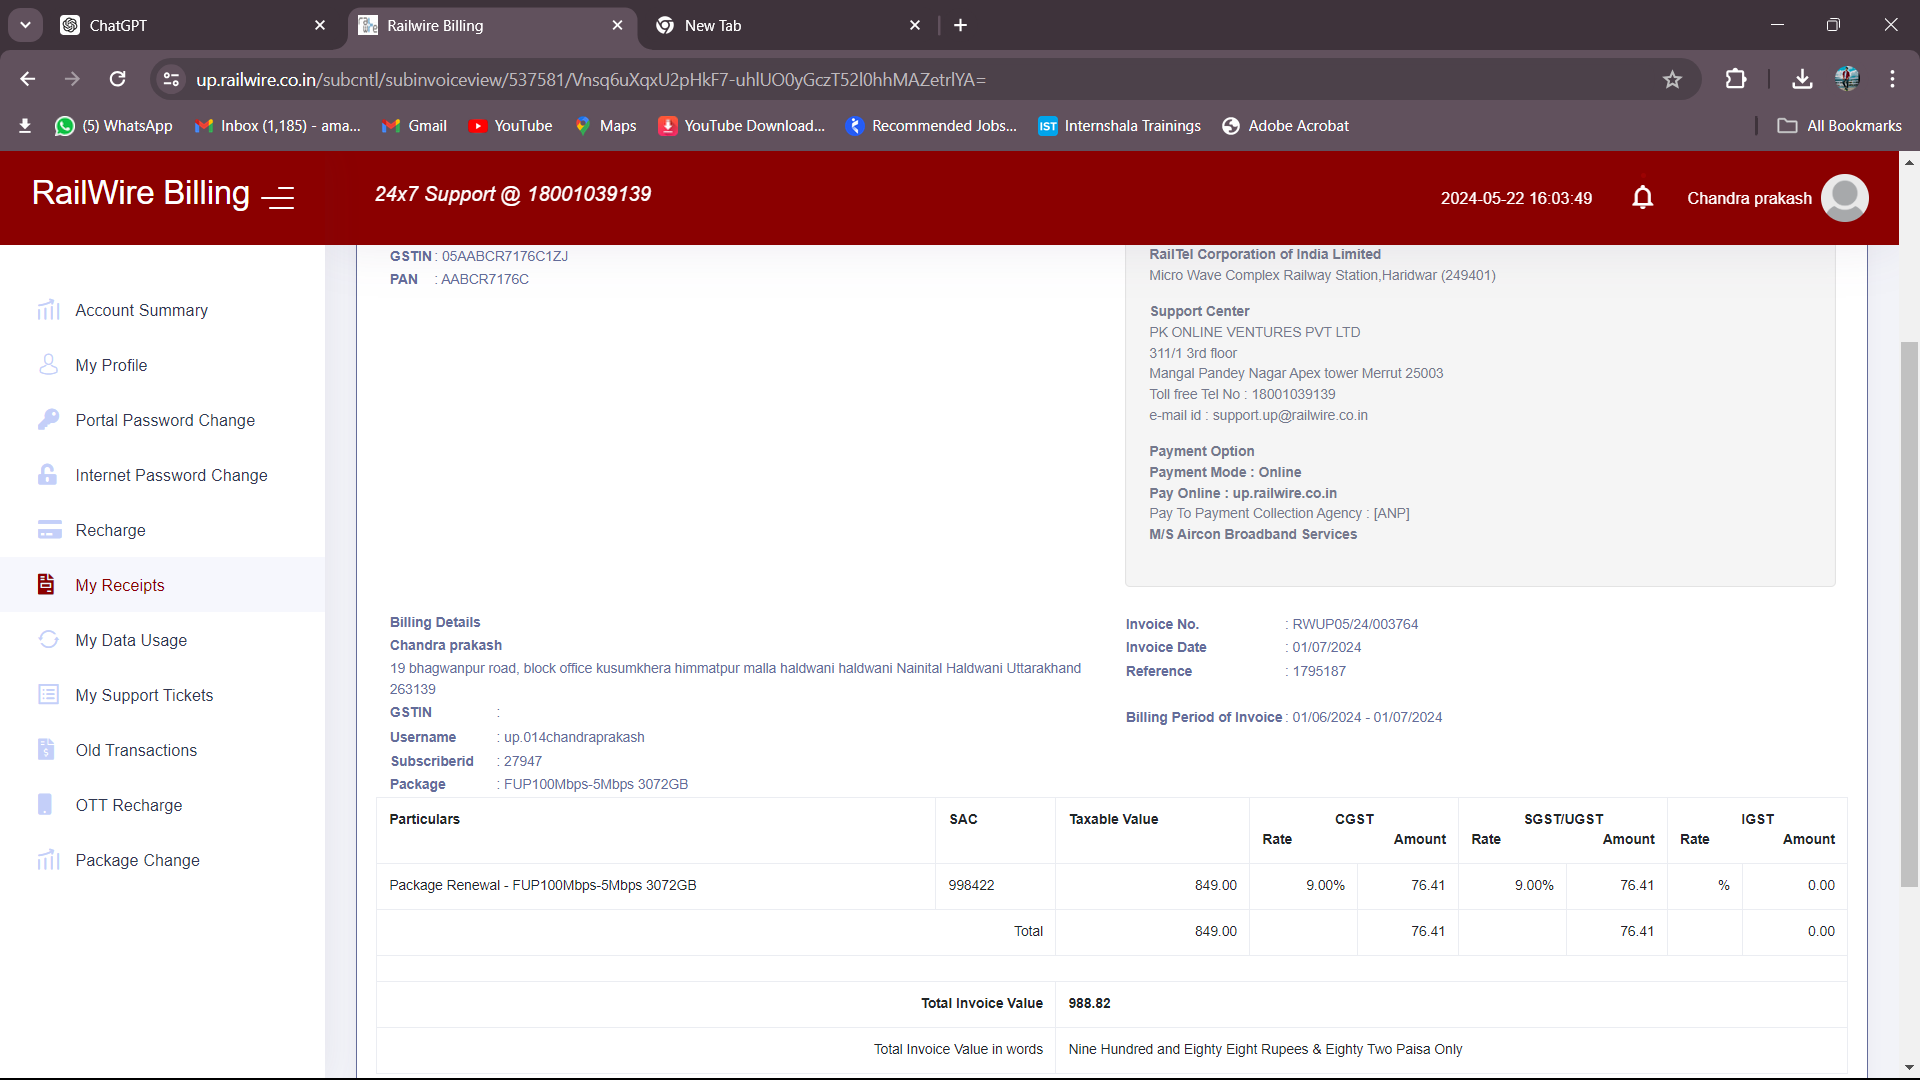 ChatGPT
Railwire Billing
New Tab
up.railwire.co.in/subcntl/subinvoiceview/537581/Vnsq6uXqxU2pHkF7-uhlUO0yGczT52l0hhMAZetrlYA=
(5) WhatsApp
Inbox (1,185) - ama...
Gmail
YouTube
Maps
YouTube Download...
Recommended Jobs...
IST Internshala Trainings
Adobe Acrobat
All Bookmarks
RailWire Billing
24x7 Support @ 18001039139
2024-05-22 16:03:49
Chandra prakash
Account Summary
My Profile
Portal Password Change
Internet Password Change
Recharge
My Receipts
My Data Usage
My Support Tickets
Old Transactions
OTT Recharge
Package Change
GSTIN : 05AABCR7176C1ZJ
PAN : AABCR7176C
RailTel Corporation of India Limited
Micro Wave Complex Railway Station,Haridwar (249401)
Support Center
PK ONLINE VENTURES PVT LTD
311/1 3rd floor
Mangal Pandey Nagar Apex tower Merrut 25003
Toll free Tel No : 18001039139
e-mail id : support.up@railwire.co.in
Payment Option
Payment Mode : Online
Pay Online : up.railwire.co.in
Pay To Payment Collection Agency : [ANP]
M/S Aircon Broadband Services
Billing Details
Chandra prakash
19 bhagwanpur road, block office kusumkhera himmatpur malla haldwani haldwani Nainital Haldwani Uttarakhand
263139
GSTIN :
Username : up.014chandraprakash
Subscriberid : 27947
Package : FUP100Mbps-5Mbps 3072GB
Invoice No. : RWUP05/24/003764
Invoice Date : 01/07/2024
Reference : 1795187
Billing Period of Invoice : 01/06/2024 - 01/07/2024
Particulars SAC Taxable Value CGST SGST/UGST IGST
Rate Amount Rate Amount Rate Amount
Package Renewal - FUP100Mbps-5Mbps 3072GB 998422 849.00 9.00% 76.41 9.00% 76.41 % 0.00
Total 849.00 76.41 76.41 0.00
Total Invoice Value 988.82
Total Invoice Value in words Nine Hundred and Eighty Eight Rupees & Eighty Two Paisa Only